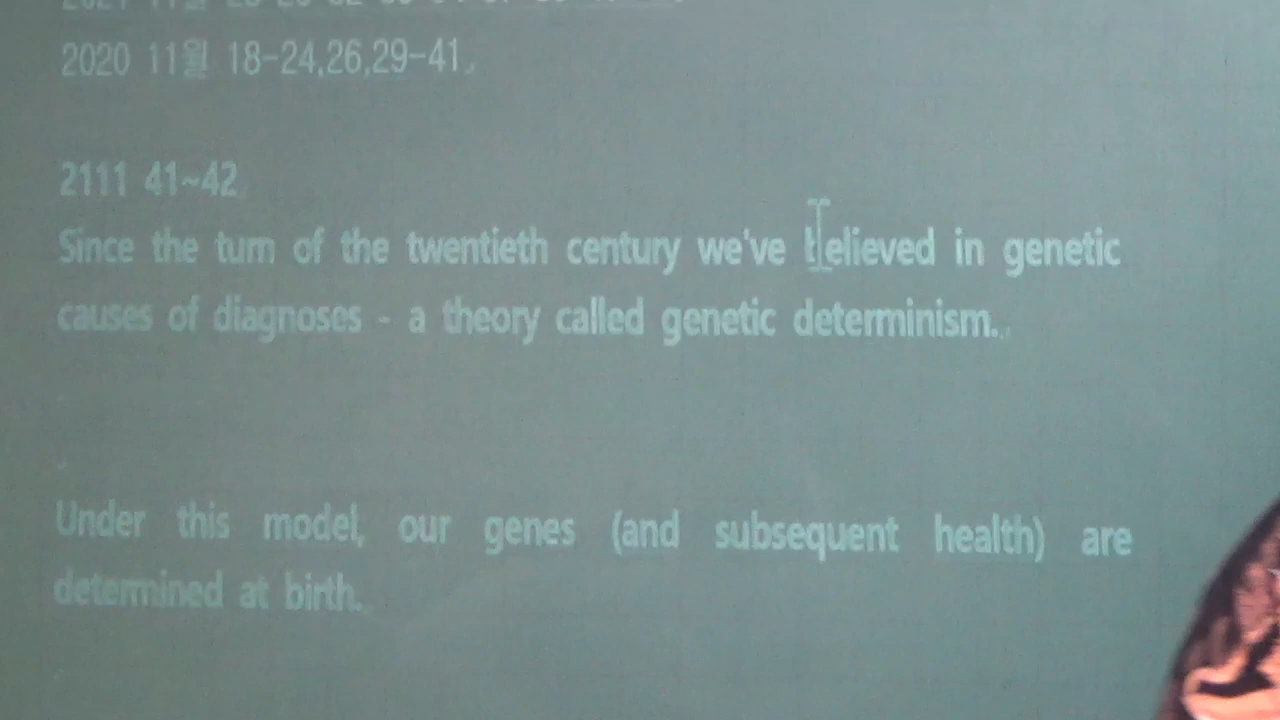 2020 11월 18-24,26,29-41
2111 41~42
Since the turn of the twentieth century we've believed in genetic
causes of diagnoses - a theory called genetic determinism.
Under this model, our genes (and subsequent health) are
determined at birth.